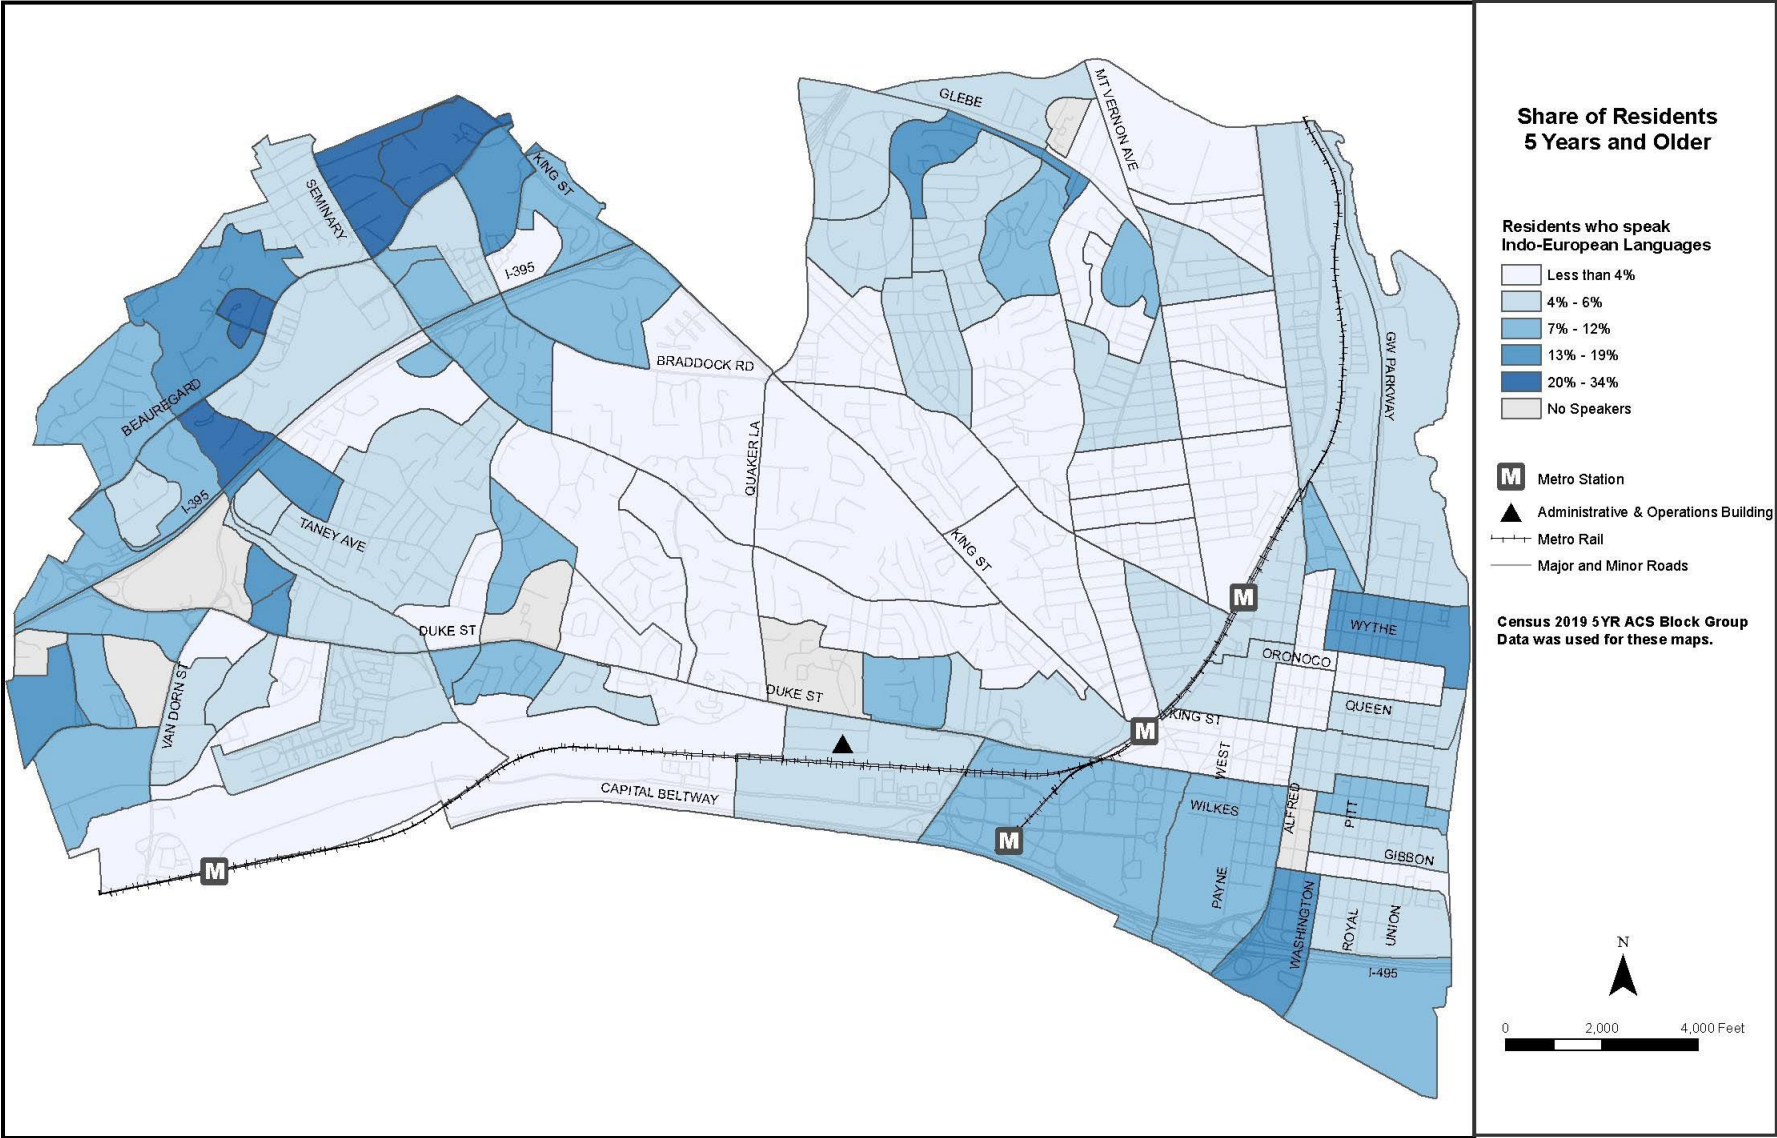 GLEBE
MT VERNON AVE
KING ST
SEMINARY
I-395
BRADDOCK RD
GW PARKWAY
BEAUREGARD
QUAKER LA
I-395
TANEY AVE
KING ST
M
DUKE ST
WYTHE
ORONOCO
VAN DORN ST
DUKE ST
QUEEN
KING ST
M
WEST
CAPITAL BELTWAY
WILKES
ALFRED
PITT
M
GIBBON
M
PAYNE
WASHINGTON
ROYAL
UNION
I-495
Share of Residents
5 Years and Older
Residents who speak
Indo-European Languages
Less than 4%
4% - 6%
7% - 12%
13% - 19%
20% - 34%
No Speakers
M Metro Station
Administrative & Operations Building
Metro Rail
Major and Minor Roads
Census 2019 5YR ACS Block Group
Data was used for these maps.
N
0 2,000 4,000 Feet